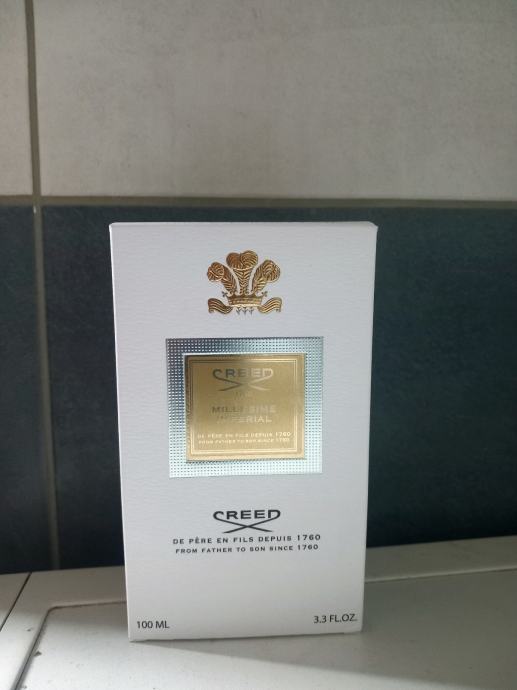 CREED
MILLESIME
IMPERIAL
DE PÈRE EN FILS DEPUIS 1760
FROM FATHER TO SON SINCE 1760
CREED
DE PÈRE EN FILS DEPUIS 1760
FROM FATHER TO SON SINCE 1760
100 ML 3.3 FL.OZ.